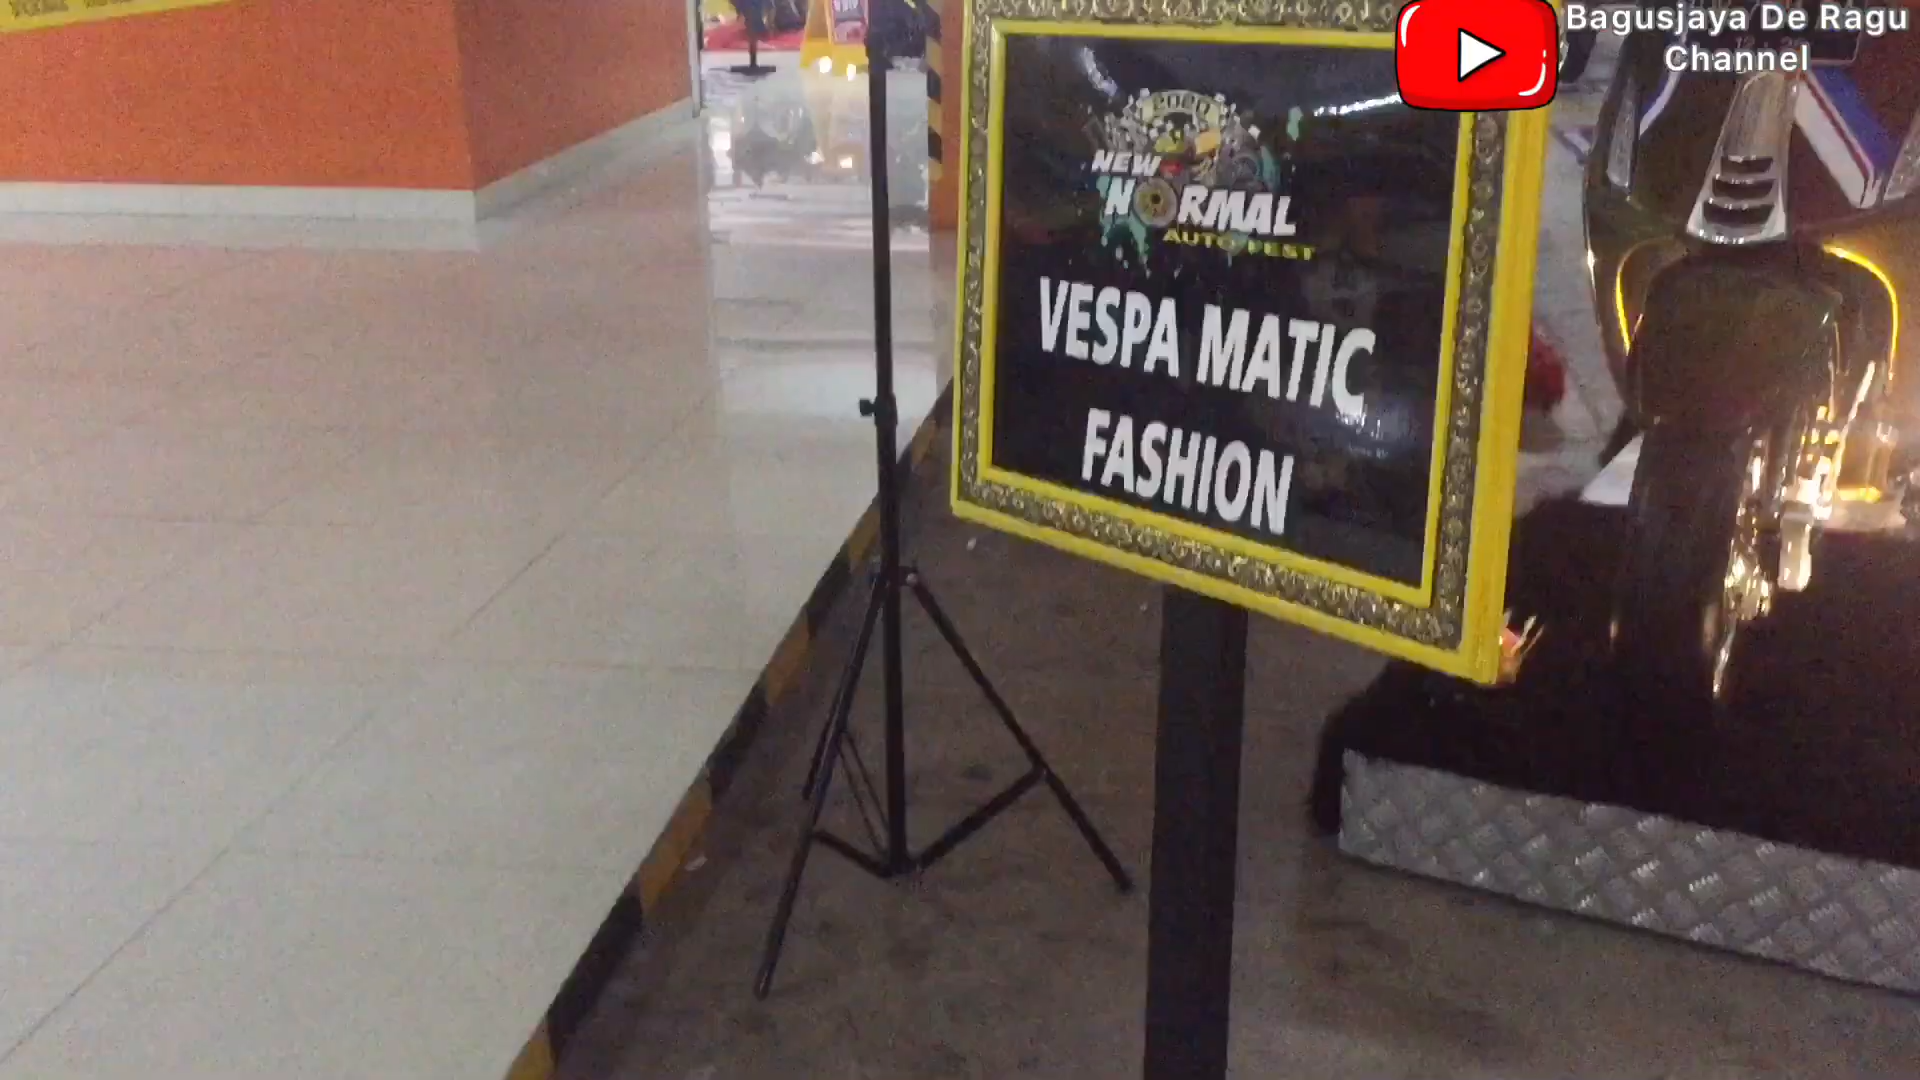 Bagusjaya De Ragu
Channel
2020
NEW
NORMAL
AUTO FEST
VESPA MATIC
FASHION